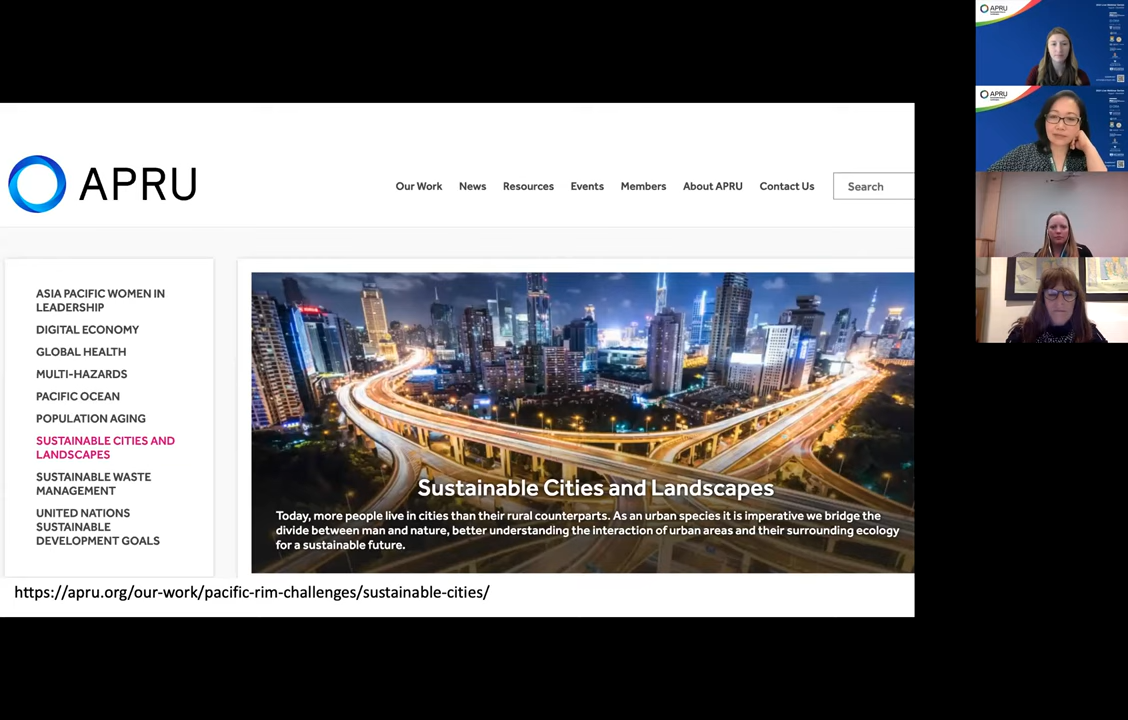 APRU
Our Work
News
Resources
Events
Members
About APRU
Contact Us
Search
ASIA PACIFIC WOMEN IN
LEADERSHIP
DIGITAL ECONOMY
GLOBAL HEALTH
MULTI-HAZARDS
PACIFIC OCEAN
POPULATION AGING
SUSTAINABLE CITIES AND
LANDSCAPES
SUSTAINABLE WASTE
MANAGEMENT
UNITED NATIONS
SUSTAINABLE
DEVELOPMENT GOALS
Sustainable Cities and Landscapes
Today, more people live in cities than their rural counterparts. As an urban species it is imperative we bridge the
divide between man and nature, better understanding the interaction of urban areas and their surrounding ecology
for a sustainable future.
https://apru.org/our-work/pacific-rim-challenges/sustainable-cities/
APRU
APRU